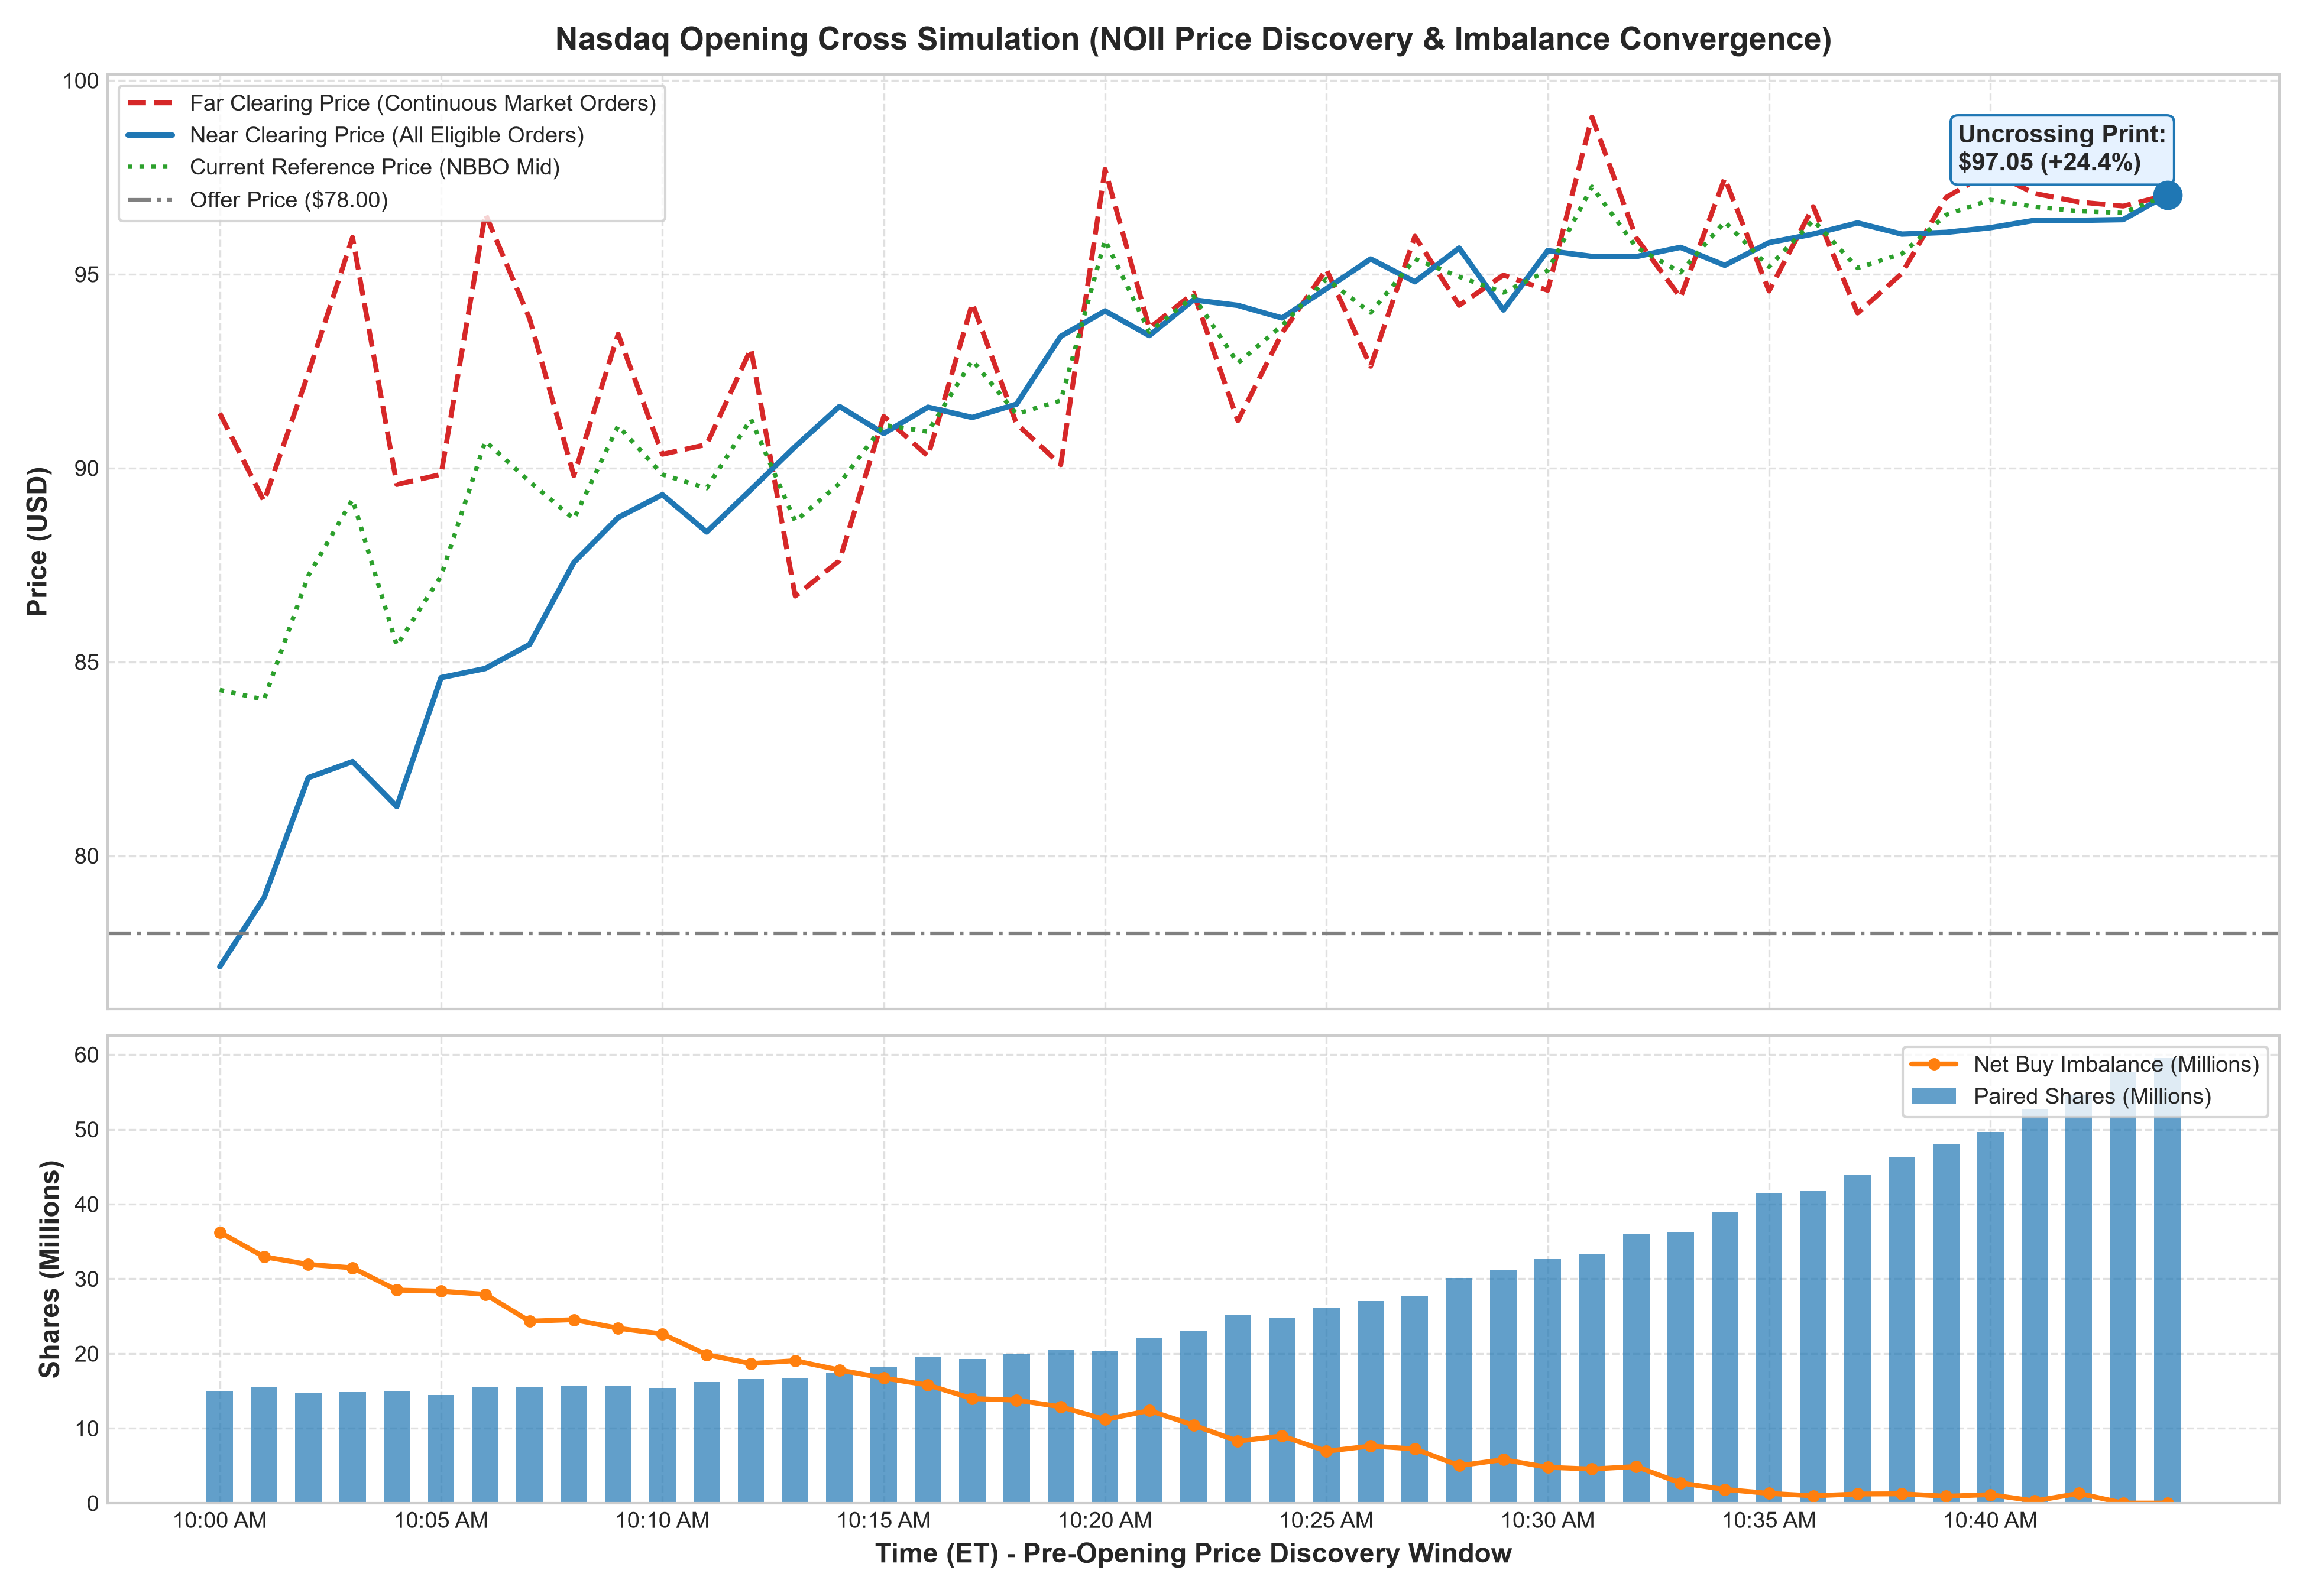 Nasdaq Opening Cross Simulation (NOII Price Discovery & Imbalance Convergence)
Far Clearing Price (Continuous Market Orders)
Near Clearing Price (All Eligible Orders)
Current Reference Price (NBBO Mid)
Offer Price ($78.00)
Uncrossing Print:
$97.05 (+24.4%)
Price (USD)
100
95
90
85
80
Net Buy Imbalance (Millions)
Paired Shares (Millions)
Shares (Millions)
60
50
40
30
20
10
0
10:00 AM
10:05 AM
10:10 AM
10:15 AM
10:20 AM
10:25 AM
10:30 AM
10:35 AM
10:40 AM
Time (ET) - Pre-Opening Price Discovery Window